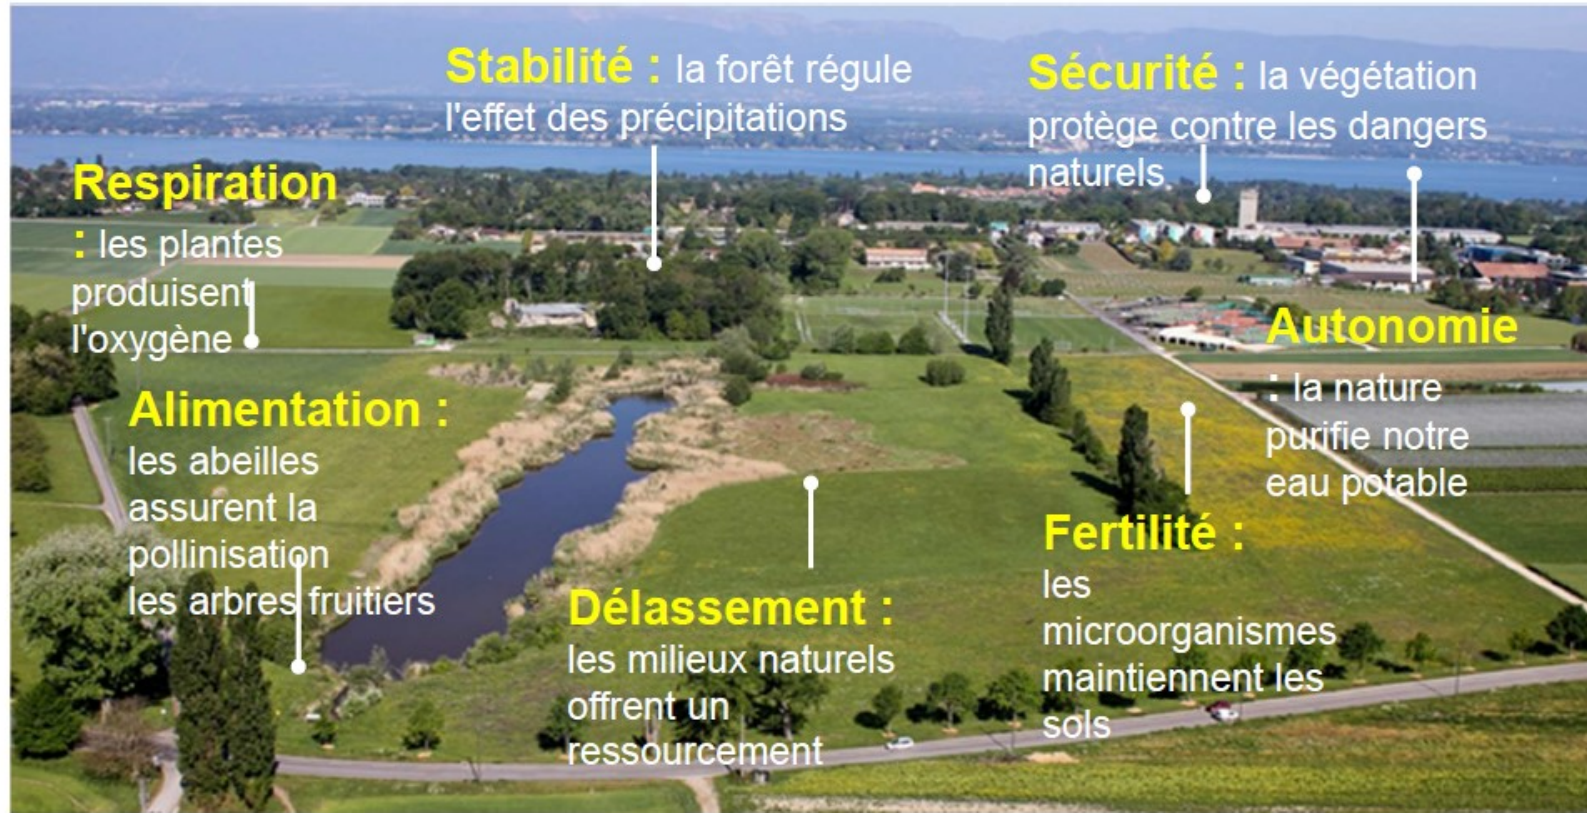 Stabilité : la forêt régule
l'effet des précipitations
Sécurité : la végétation
protège contre les dangers
naturels
Respiration
: les plantes
produisent
l'oxygène
Autonomie
: la nature
purifie notre
eau potable
Alimentation :
les abeilles
assurent la
pollinisation
les arbres fruitiers
Délassement :
les milieux naturels
offrent un
ressourcement
Fertilité :
les
microorganismes
maintiennent les
sols